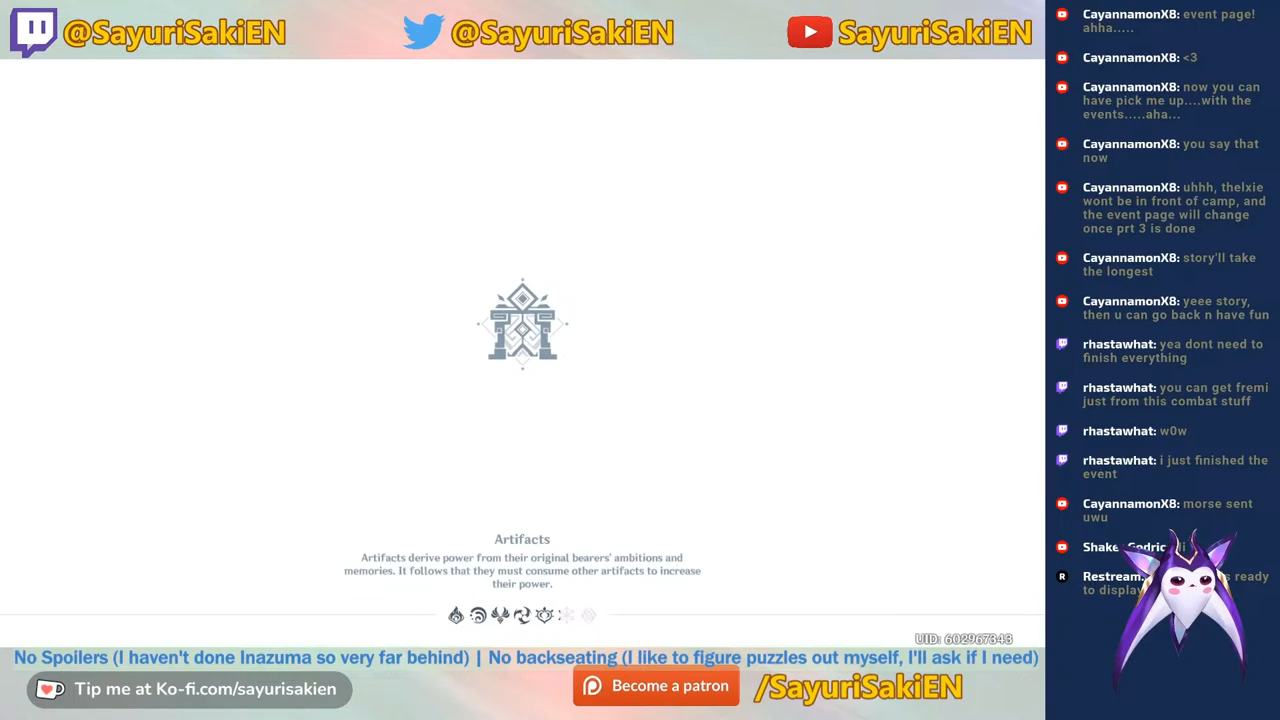 @SayuriSakiEN
@SayuriSakiEN
SayuriSakiEN
CayannamonX8: event page!
ahha.....
CayannamonX8: <3
CayannamonX8: now you can
have pick me up....with the
events.....aha...
CayannamonX8: you say that
now
CayannamonX8: uhhh, thelxie
wont be in front of camp, and
the event page will change
once prt 3 is done
CayannamonX8: story'll take
the longest
CayannamonX8: yeee story,
then u can go back n have fun
rhastawhat: yea dont need to
finish everything
rhastawhat: you can get fremi
just from this combat stuff
rhastawhat: w0w
rhastawhat: i just finished the
event
CayannamonX8: morse sent
uwu
Restream. ready
to display
Artifacts
Artifacts derive power from their original bearers' ambitions and
memories. It follows that they must consume other artifacts to increase
their power.
UID: 602967343
No Spoilers (I haven't done Inazuma so very far behind) | No backseating (I like to figure puzzles out myself, I'll ask if I need)
Tip me at Ko-fi.com/sayurisakien
Become a patron
/SayuriSakiEN